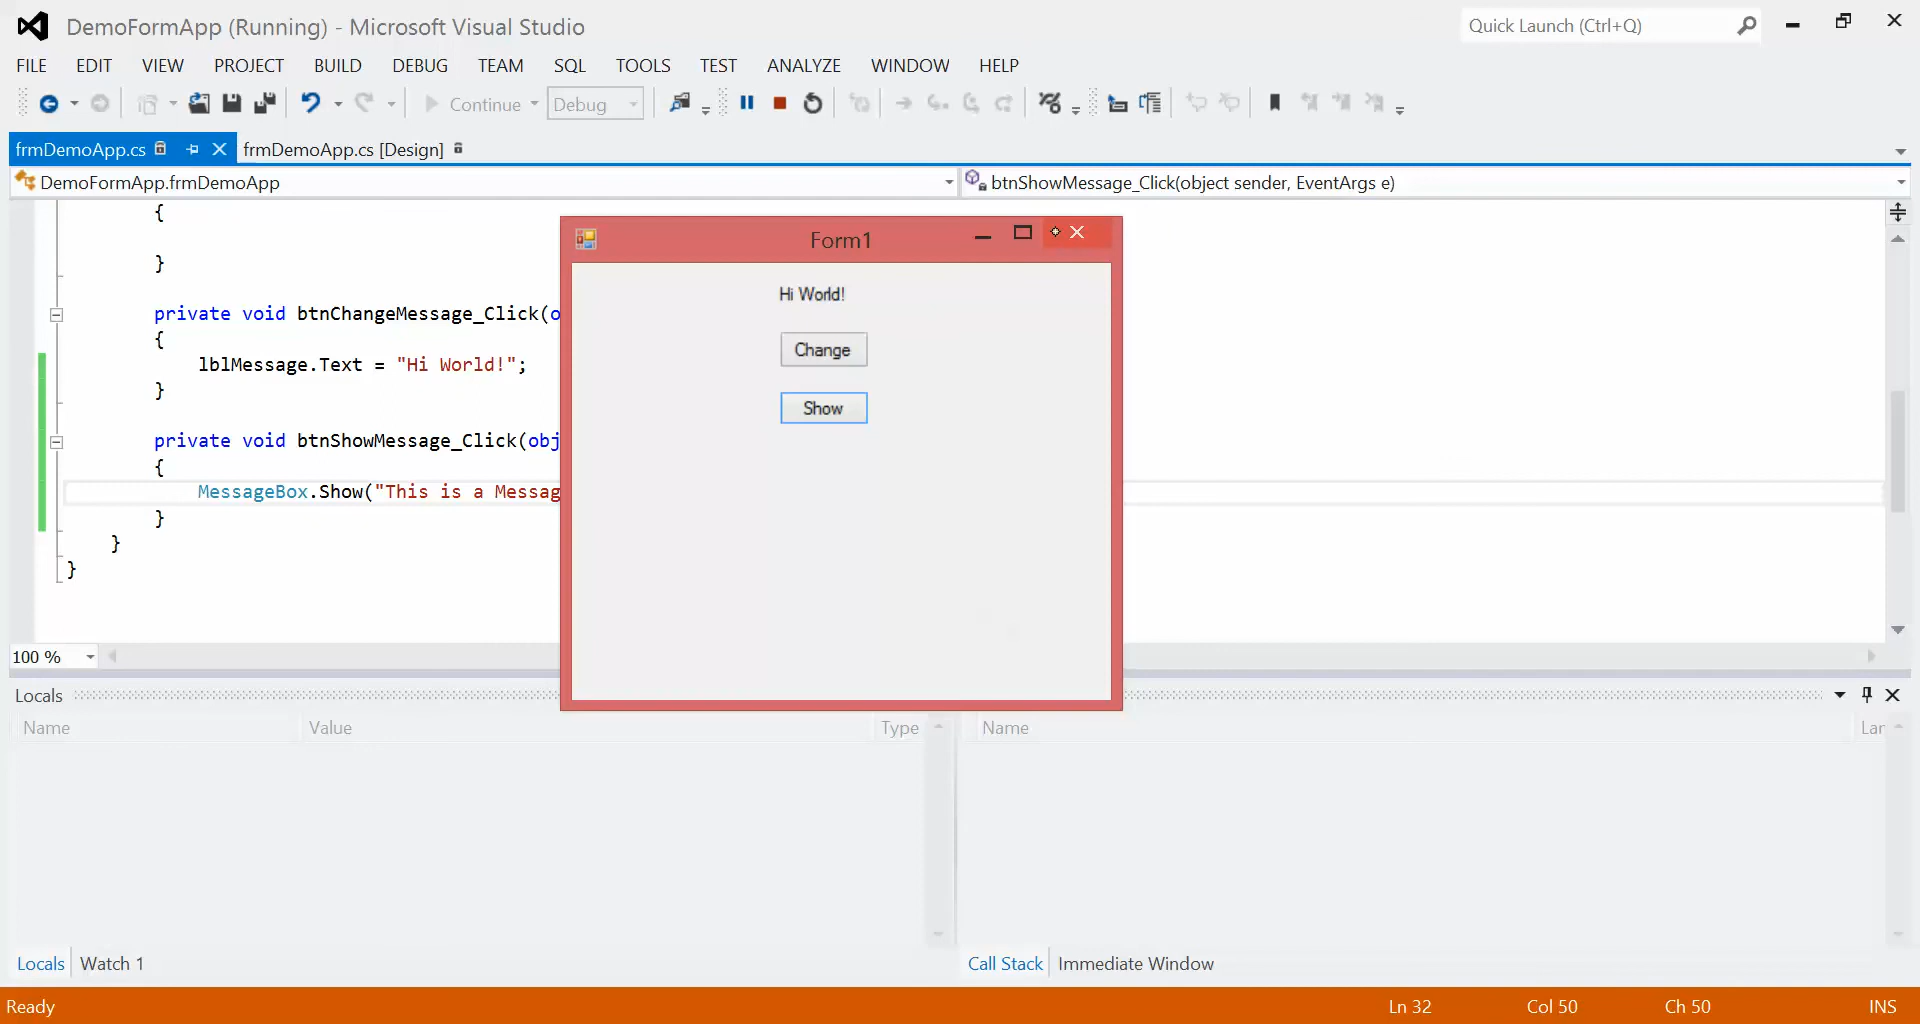 DemoFormApp (Running) - Microsoft Visual Studio
Quick Launch (Ctrl+Q)
FILE EDIT VIEW PROJECT BUILD DEBUG TEAM SQL TOOLS TEST ANALYZE WINDOW HELP
Continue Debug
frmDemoApp.cs frmDemoApp.cs [Design]
DemoFormApp.frmDemoApp btnShowMessage_Click(object sender, EventArgs e)
{
}
private void btnChangeMessage_Click(o
{
lblMessage.Text = "Hi World!";
}
private void btnShowMessage_Click(obj
{
MessageBox.Show("This is a Messag
}
}
}
Form1
Hi World!
Change
Show
100 %
Locals
Name Value Type Name Lar
Locals Watch 1 Call Stack Immediate Window
Ready Ln 32 Col 50 Ch 50 INS